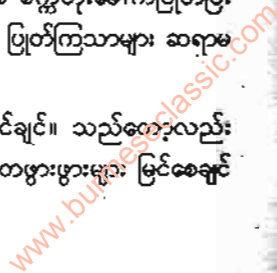 ပြုတ်ကြသာများ ဆရာမ
င်ချင်။ သည်တော့လည်း
တဖွားဖွားများ မြင်စေချင်
www.burmeseclassic.com